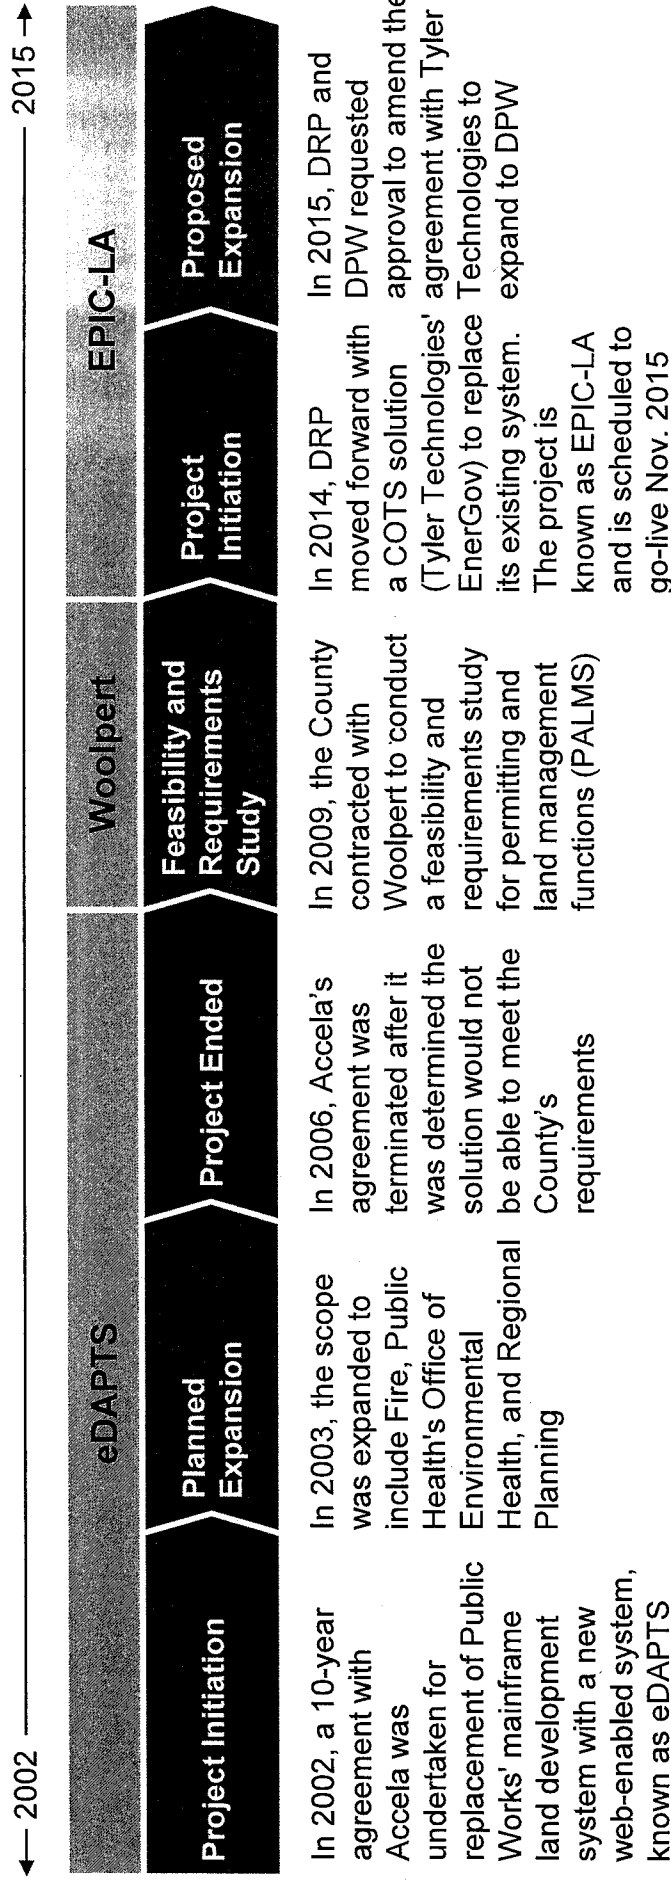 2002
2015
eDAPTS
Woolpert
EPIC-LA
Project Initiation
Planned
Expansion
Project Ended
Feasibility and
Requirements
Study
Project
Initiation
Proposed
Expansion
In 2002, a 10-year
agreement with
Accela was
undertaken for
replacement of Public
Works' mainframe
land development
system with a new
web-enabled system,
known as eDAPTS
In 2003, the scope
was expanded to
include Fire, Public
Health's Office of
Environmental
Health, and Regional
Planning
In 2006, Accela's
agreement was
terminated after it
was determined the
solution would not
be able to meet the
County's
requirements
In 2009, the County
contracted with
Woolpert to conduct
a feasibility and
requirements study
for permitting and
land management
functions (PALMS)
In 2014, DRP
moved forward with
a COTS solution
(Tyler Technologies'
EnerGov) to replace
its existing system.
The project is
known as EPIC-LA
and is scheduled to
go-live Nov. 2015
In 2015, DRP and
DPW requested
approval to amend the
agreement with Tyler
Technologies to
expand to DPW